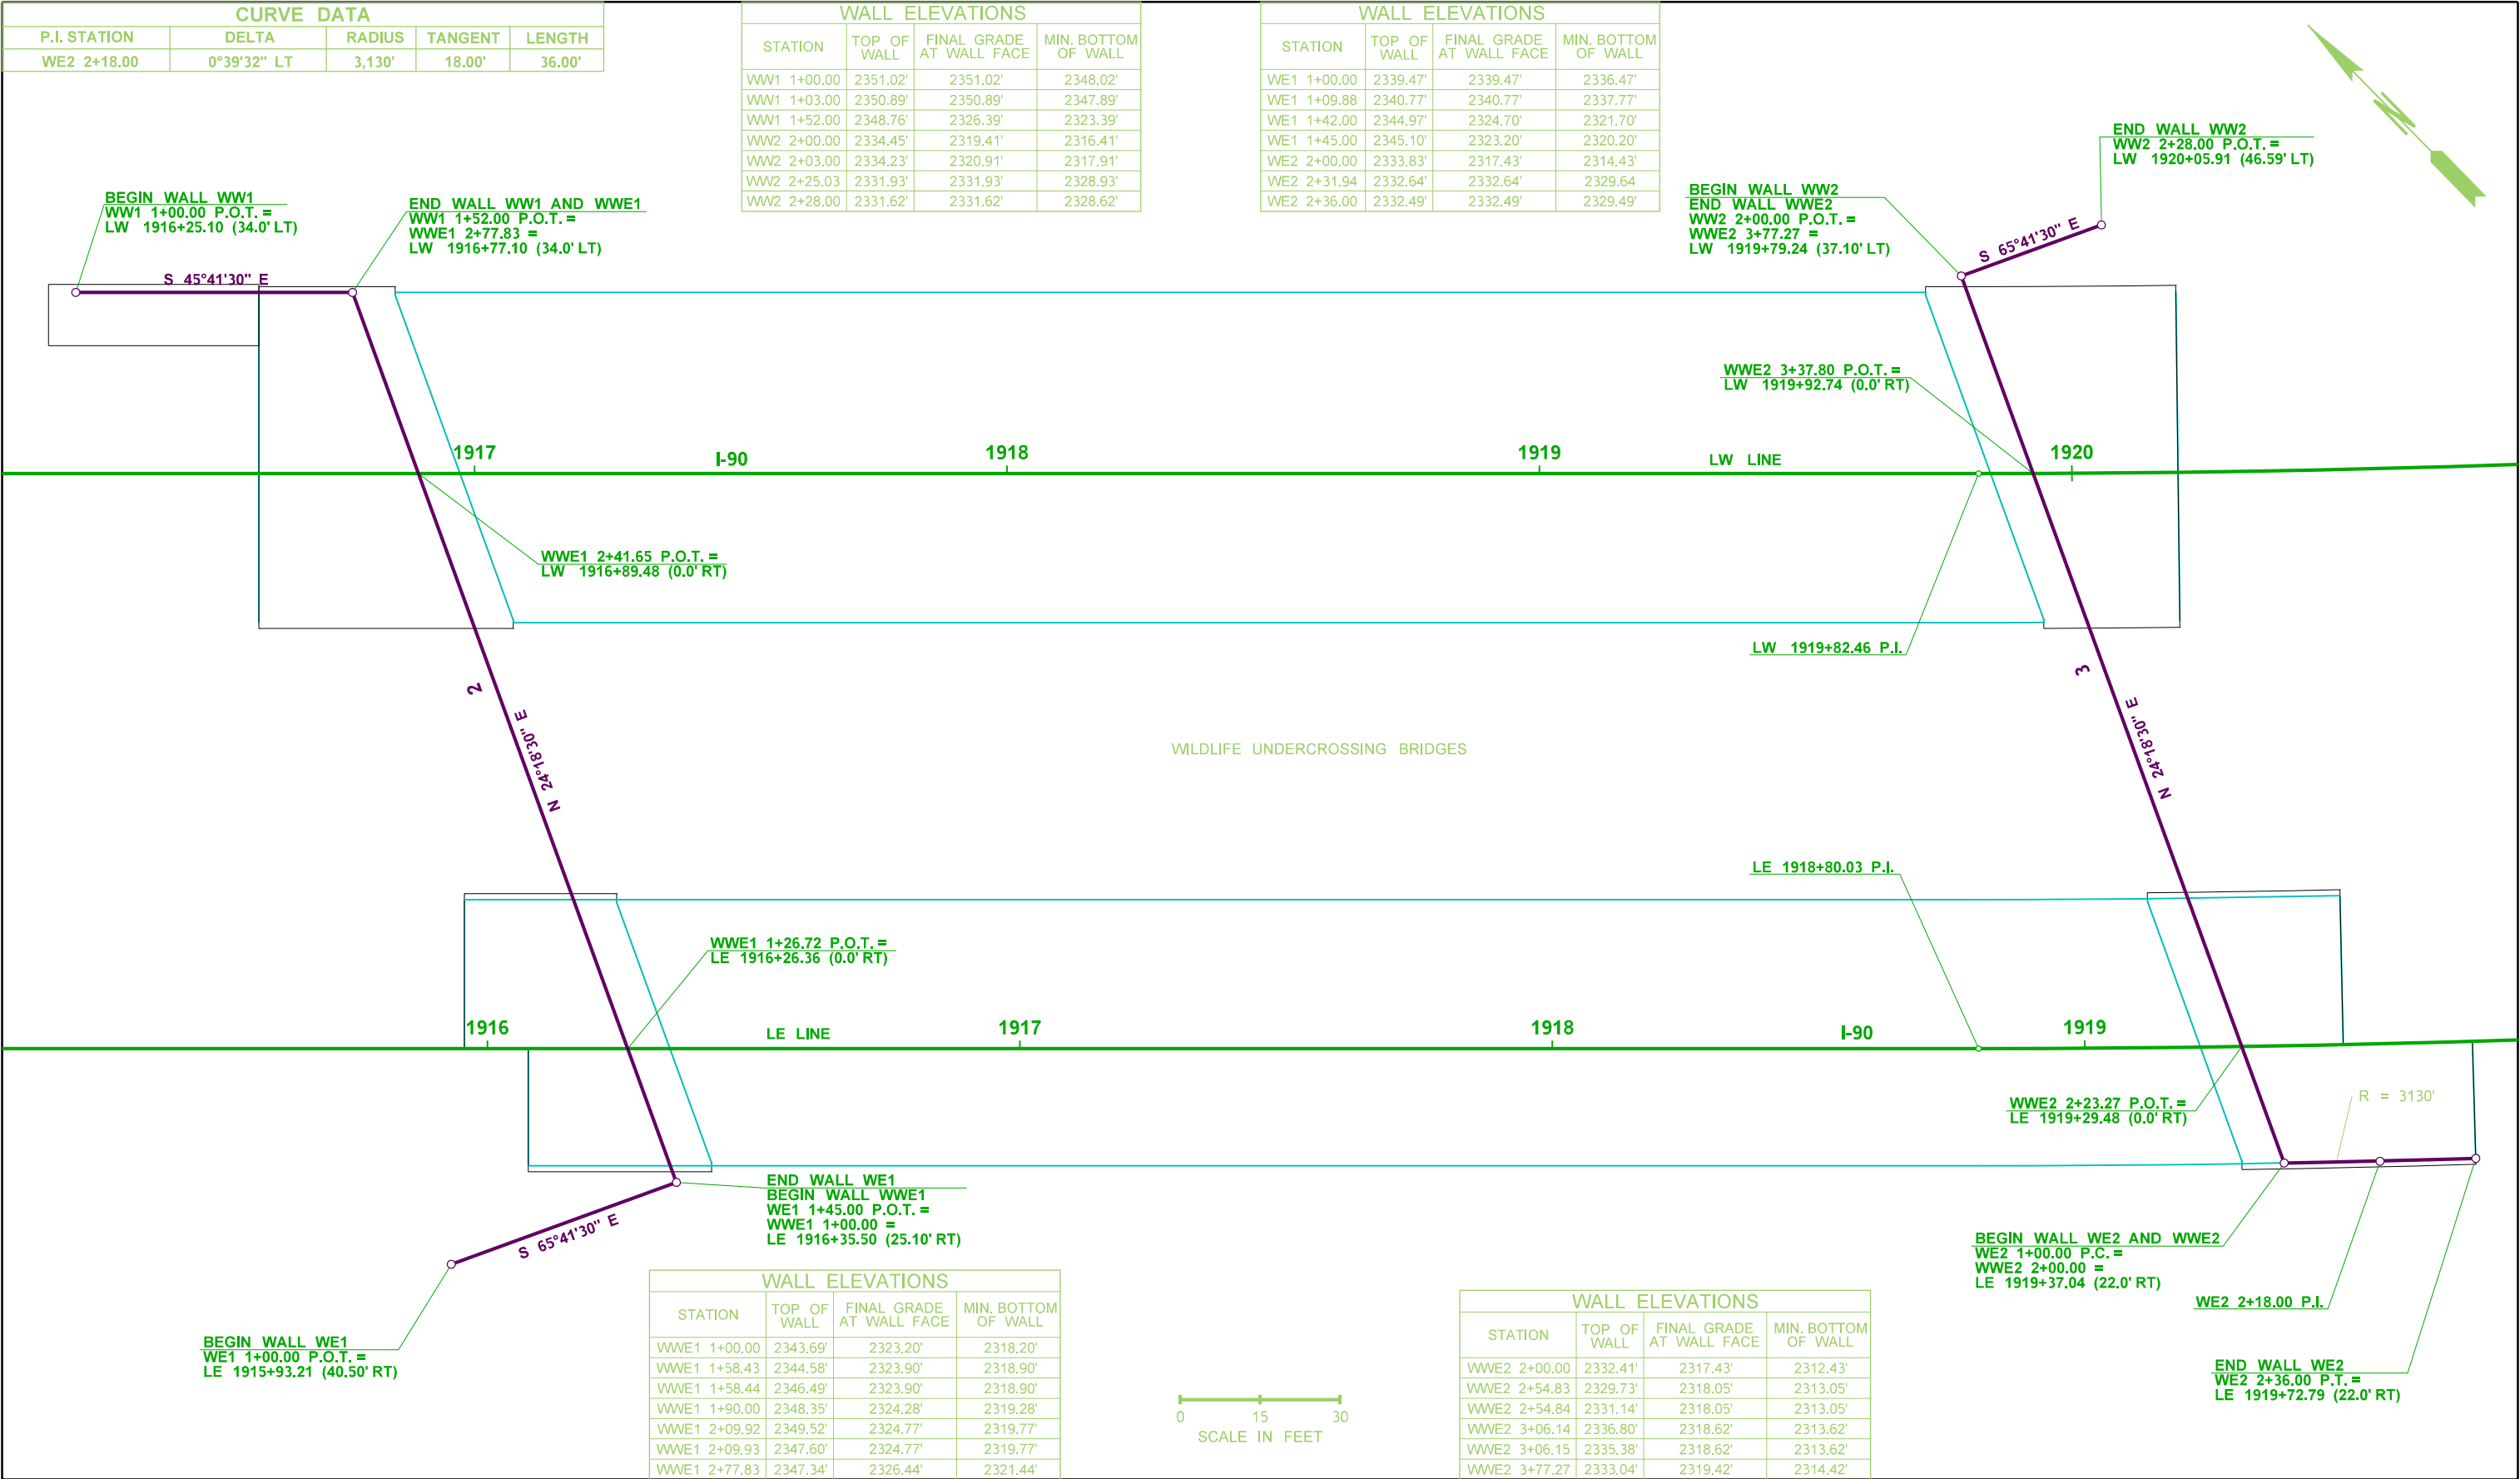 CURVE DATA
P.I. STATION DELTA RADIUS TANGENT LENGTH
WE2 2+18.00 0°39'32" LT 3,130' 18.00' 36.00'
WALL ELEVATIONS
STATION TOP OF WALL FINAL GRADE AT WALL FACE MIN. BOTTOM OF WALL
WW1 1+00.00 2351.02' 2351.02' 2348.02'
WW1 1+03.00 2350.89' 2350.89' 2347.89'
WW1 1+52.00 2348.76' 2326.39' 2323.39'
WW2 2+00.00 2334.45' 2319.41' 2316.41'
WW2 2+03.00 2334.23' 2320.91' 2317.91'
WW2 2+25.03 2331.93' 2331.93' 2328.93'
WW2 2+28.00 2331.62' 2331.62' 2328.62'
WALL ELEVATIONS
STATION TOP OF WALL FINAL GRADE AT WALL FACE MIN. BOTTOM OF WALL
WE1 1+00.00 2339.47' 2339.47' 2336.47'
WE1 1+09.88 2340.77' 2340.77' 2337.77'
WE1 1+42.00 2344.97' 2324.70' 2321.70'
WE1 1+45.00 2345.10' 2323.20' 2320.20'
WE2 2+00.00 2333.83' 2317.43' 2314.43'
WE2 2+31.94 2332.64' 2332.64' 2329.64
WE2 2+36.00 2332.49' 2332.49' 2329.49'
BEGIN WALL WW1
WW1 1+00.00 P.O.T. =
LW 1916+25.10 (34.0' LT)
END WALL WW1 AND WWE1
WW1 1+52.00 P.O.T. =
WWE1 2+77.83 =
LW 1916+77.10 (34.0' LT)
BEGIN WALL WW2
END WALL WWE2
WW2 2+00.00 P.O.T. =
WWE2 3+77.27 =
LW 1919+79.24 (37.10' LT)
END WALL WW2
WW2 2+28.00 P.O.T. =
LW 1920+05.91 (46.59' LT)
S 45°41'30" E
S 65°41'30" E
WWE2 3+37.80 P.O.T. =
LW 1919+92.74 (0.0' RT)
1917
I-90
1918
1919
LW LINE
1920
WWE1 2+41.65 P.O.T. =
LW 1916+89.48 (0.0' RT)
LW 1919+82.46 P.I.
2
N 24°18'30" E
3
N 24°18'30" E
WILDLIFE UNDERCROSSING BRIDGES
LE 1918+80.03 P.I.
WWE1 1+26.72 P.O.T. =
LE 1916+26.36 (0.0' RT)
1916
LE LINE
1917
1918
I-90
1919
WWE2 2+23.27 P.O.T. =
LE 1919+29.48 (0.0' RT)
R = 3130'
END WALL WE1
BEGIN WALL WWE1
WE1 1+45.00 P.O.T. =
WWE1 1+00.00 =
LE 1916+35.50 (25.10' RT)
S 65°41'30" E
BEGIN WALL WE2 AND WWE2
WE2 1+00.00 P.C. =
WWE2 2+00.00 =
LE 1919+37.04 (22.0' RT)
WE2 2+18.00 P.I.
BEGIN WALL WE1
WE1 1+00.00 P.O.T. =
LE 1915+93.21 (40.50' RT)
END WALL WE2
WE2 2+36.00 P.T. =
LE 1919+72.79 (22.0' RT)
WALL ELEVATIONS
STATION TOP OF WALL FINAL GRADE AT WALL FACE MIN. BOTTOM OF WALL
WWE1 1+00.00 2343.69' 2323.20' 2318.20'
WWE1 1+58.43 2344.58' 2323.90' 2318.90'
WWE1 1+58.44 2346.49' 2323.90' 2318.90'
WWE1 1+90.00 2348.35' 2324.28' 2319.28'
WWE1 2+09.92 2349.52' 2324.77' 2319.77'
WWE1 2+09.93 2347.60' 2324.77' 2319.77'
WWE1 2+77.83 2347.34' 2326.44' 2321.44'
0 15 30
SCALE IN FEET
WALL ELEVATIONS
STATION TOP OF WALL FINAL GRADE AT WALL FACE MIN. BOTTOM OF WALL
WWE2 2+00.00 2332.41' 2317.43' 2312.43'
WWE2 2+54.83 2329.73' 2318.05' 2313.05'
WWE2 2+54.84 2331.14' 2318.05' 2313.05'
WWE2 3+06.14 2336.80' 2318.62' 2313.62'
WWE2 3+06.15 2335.38' 2318.62' 2313.62'
WWE2 3+77.27 2333.04' 2319.42' 2314.42'